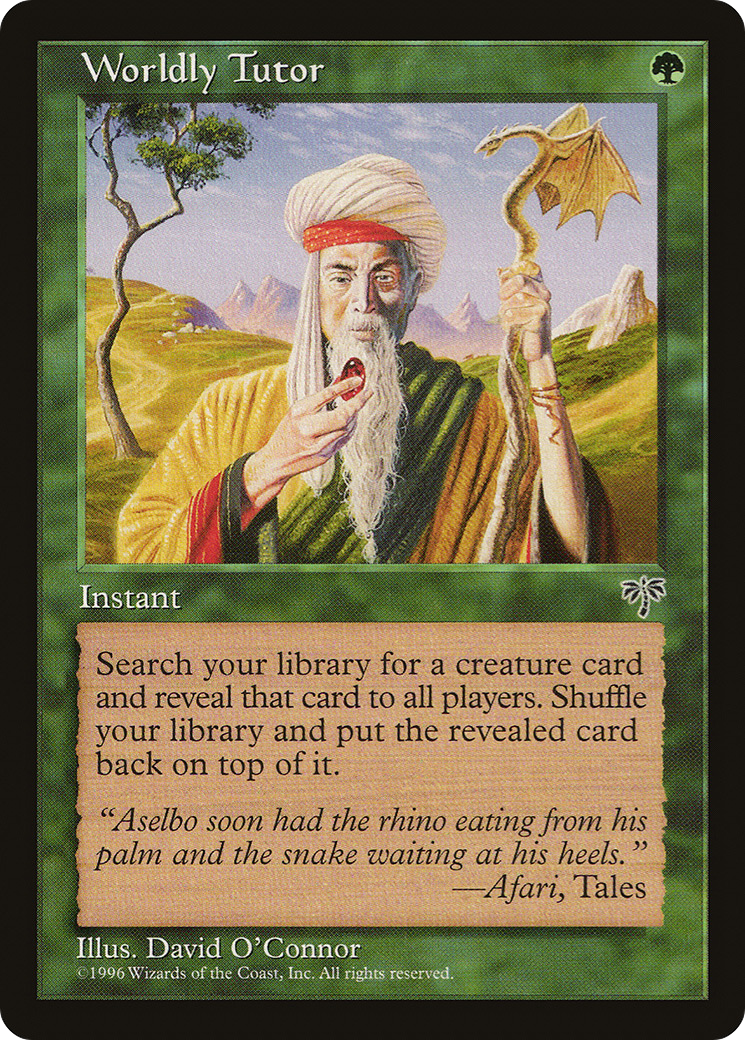 Worldly Tutor
Instant
Search your library for a creature card
and reveal that card to all players. Shuffle
your library and put the revealed card
back on top of it.
“Aselbo soon had the rhino eating from his
palm and the snake waiting at his heels.”
—Afari, Tales
Illus. David O’Connor
©1996 Wizards of the Coast, Inc. All rights reserved.